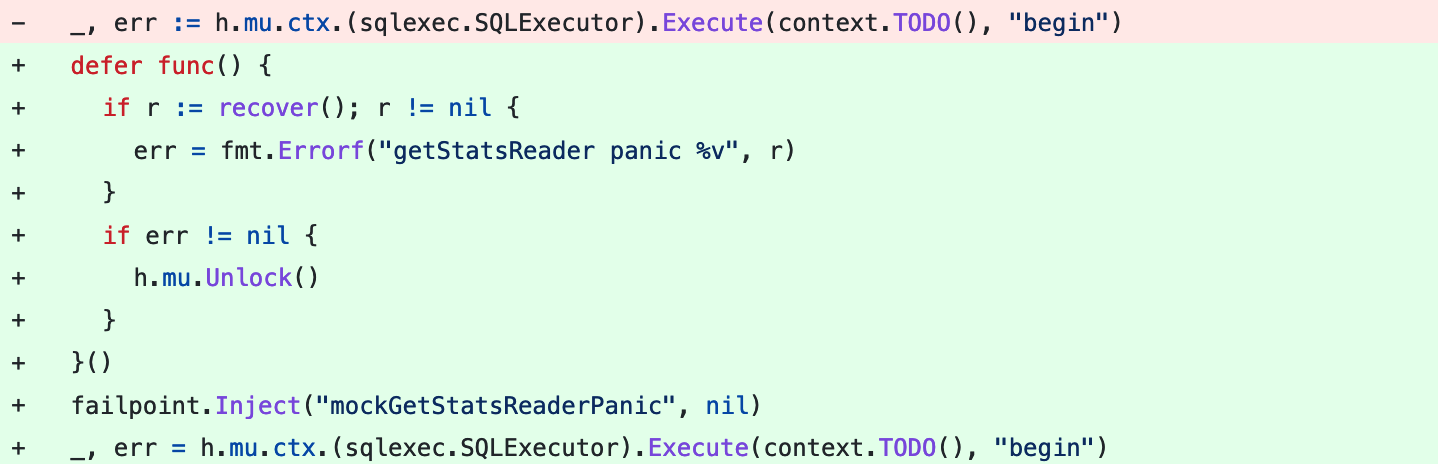 - _, err := h.mu.ctx.(sqlexec.SQLExecutor).Execute(context.TODO(), "begin")
+ defer func() {
+ if r := recover(); r != nil {
+ err = fmt.Errorf("getStatsReader panic %v", r)
+ }
+ if err != nil {
+ h.mu.Unlock()
+ }
+ }()
+ failpoint.Inject("mockGetStatsReaderPanic", nil)
+ _, err = h.mu.ctx.(sqlexec.SQLExecutor).Execute(context.TODO(), "begin")